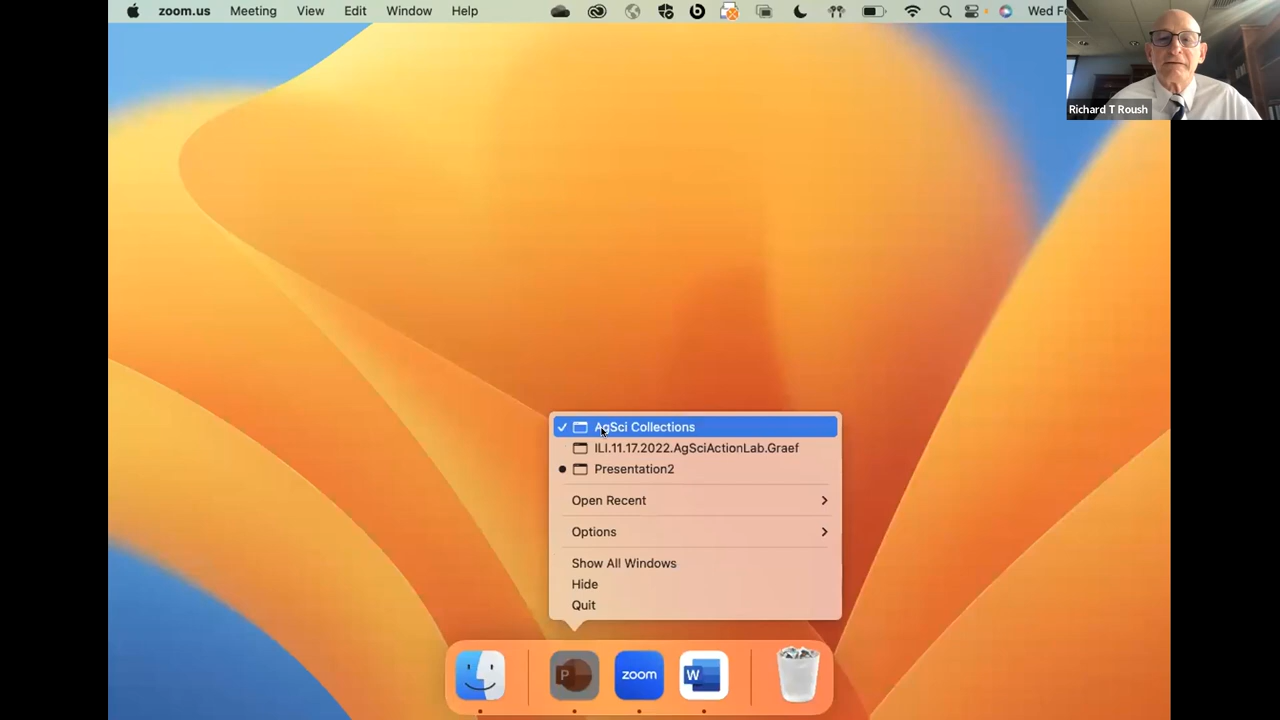 zoom.us Meeting View Edit Window Help Wed F
Richard T Roush
AgSci Collections
ILI.11.17.2022.AgSciActionLab.Graef
Presentation2
Open Recent
Options
Show All Windows
Hide
Quit
P zoom W